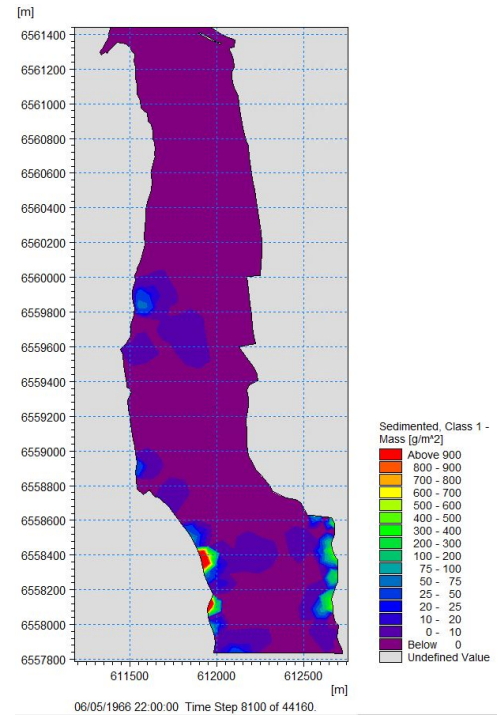 [m]
6561400
6561200
6561000
6560800
6560600
6560400
6560200
6560000
6559800
6559600
6559400
6559200
6559000
6558800
6558600
6558400
6558200
6558000
6557800
611500 612000 612500
[m]
06/05/1966 22:00:00 Time Step 8100 of 44160.
Sedimented, Class 1 -
Mass [g/m^2]
Above 900
800 - 900
700 - 800
600 - 700
500 - 600
400 - 500
300 - 400
200 - 300
100 - 200
75 - 100
50 - 75
25 - 50
20 - 25
10 - 20
0 - 10
Below 0
Undefined Value